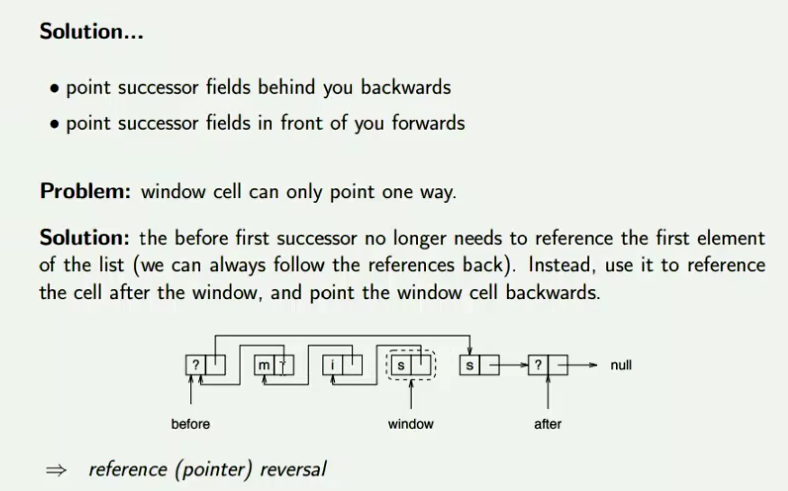 Solution...
• point successor fields behind you backwards
• point successor fields in front of you forwards
Problem: window cell can only point one way.
Solution: the before first successor no longer needs to reference the first element
of the list (we can always follow the references back). Instead, use it to reference
the cell after the window, and point the window cell backwards.
? m i s s ? null
before window after
⇒ reference (pointer) reversal